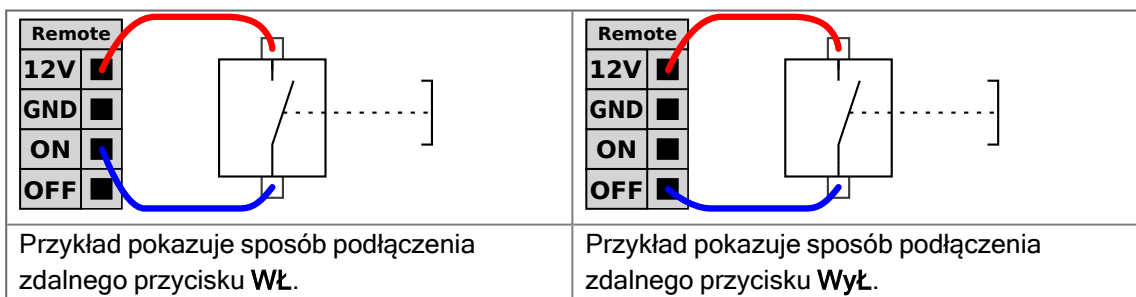 Remote
12V
GND
ON
OFF
Remote
12V
GND
ON
OFF
Przykład pokazuje sposób podłączenia
zdalnego przycisku WŁ.
Przykład pokazuje sposób podłączenia
zdalnego przycisku WyŁ.